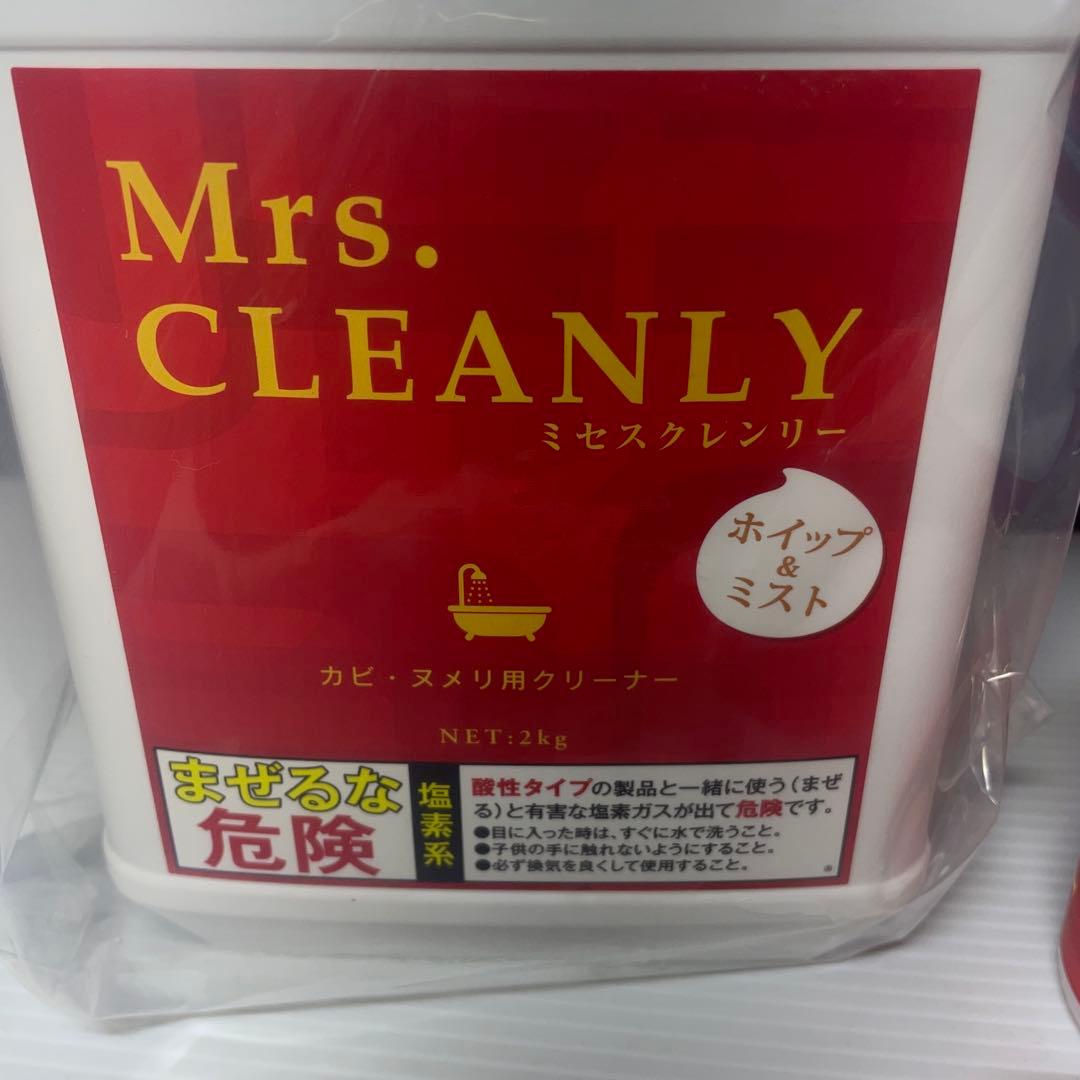 Mrs.
CLEANLY
ミセスクレンリー
ホイップ
&
ミスト
カビ・ヌメリ用クリーナー
NET:2kg
まぜるな
危険
塩素系
酸性タイプの製品と一緒に使う(まぜ
る)と有害な塩素ガスが出て危険です。
●目に入った時は、すぐに水で洗うこと。
●子供の手に触れないようにすること。
●必ず換気を良くして使用すること。